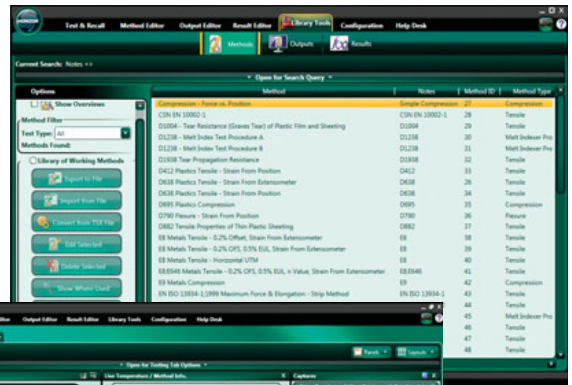 HORIZON
Test & Recall Method Editor Output Editor Result Editor Library Tools Configuration Help Desk
Methods Outputs Results
Current Search: Notes <>
Open for Search Query
Options
Show Overviews
Method Filter
Test Type: All
Methods Found:
Library of Working Methods
Export to File
Import from File
Convert from TSX File
Edit Selected
Delete Selected
Show Where Used
Method Notes Method ID Method Type
Compression - Force vs. Position Simple Compression 27 Compression
CSN EN 10002-1 CSN EN 10002-1 28 Tensile
D1004 - Tear Resistance (Graves Tear) of Plastic Film and Sheeting D1004 29 Tensile
D1238 - Melt Index Test Procedure A D1238 30 Melt Indexer Pro
D1238 - Melt Index Test Procedure B D1238 31 Melt Indexer Pro
D1938 Tear Propagation Resistance D1938 32 Tensile
D412 Plastics Tensile - Strain From Position D412 33 Tensile
D638 Plastics Tensile - Strain From Extensometer D638 26 Tensile
D638 Plastics Tensile - Strain From Position D638 34 Tensile
D695 Plastics Compression D695 35 Compression
D790 Flexure - Strain From Position D790 36 Flexure
D882 Tensile Properties of Thin Plastic Sheeting D882 37 Tensile
E8 Metals Tensile - 0.2% Offset, Strain From Extensometer E8 38 Tensile
E8 Metals Tensile - 0.2% OFS, 0.5% EUL, Strain From Extensometer E8 39 Tensile
E8 Metals Tensile - Horizontal UTM E8 40 Tensile
E8;E646 Metals Tensile - 0.2% OFS, 0.5% EUL, n Value, Strain From Extensometer E8;E646 41 Tensile
E9 Metals Compression E9 42 Compression
EN ISO 13934-1;1999 Maximum Force & Elongation - Strip Method EN ISO 13934-1 43 Tensile
44 Tensile
45 Melt Indexer Pro
46 Tensile
47 Tensile
48 Tensile
Editor Output Editor Result Editor Library Tools Configuration Help Desk
Panels Layouts
Open for Testing Tab Options
Live Temperature / Method Info. Captures